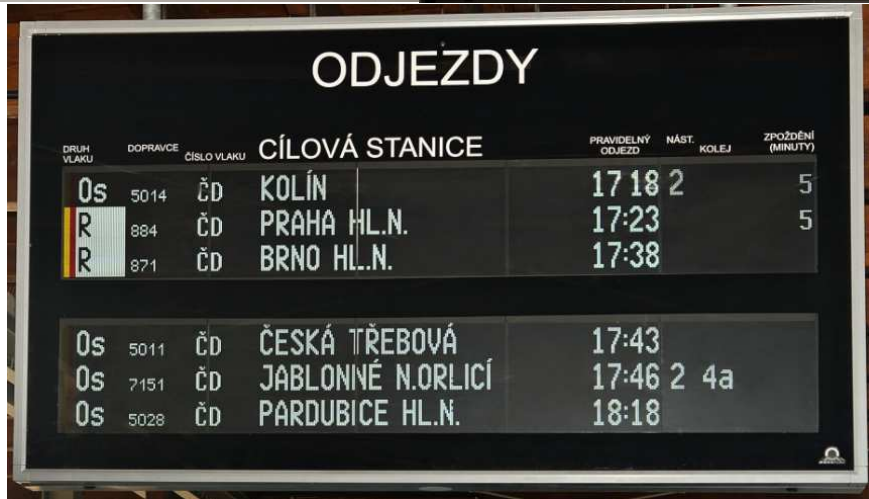 ODJEZDY
DRUH VLAKU DOPRAVCE ČÍSLO VLAKU CÍLOVÁ STANICE PRAVIDELNÝ ODJEZD NÁST. KOLEJ ZPOŽDĚNÍ (MINUTY)
Os 5014 ČD KOLÍN 17 18 2 5
R 884 ČD PRAHA HL.N. 17:23 5
R 871 ČD BRNO HL.N. 17:38
Os 5011 ČD ČESKÁ TŘEBOVÁ 17:43
Os 7151 ČD JABLONNÉ N.ORLICÍ 17:46 2 4a
Os 5028 ČD PARDUBICE HL.N. 18:18